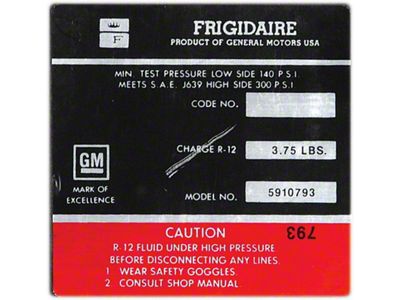 F
FRIGIDAIRE
PRODUCT OF GENERAL MOTORS USA
MIN. TEST PRESSURE LOW SIDE 140 P.S.I
MEETS S.A.E. J639 HIGH SIDE 300 P.S.I
CODE NO.
CHARGE R-12 3.75 LBS.
GM
MARK OF
EXCELLENCE
MODEL NO. 5910793
793
CAUTION
R-12 FLUID UNDER HIGH PRESSURE
BEFORE DISCONNECTING ANY LINES.
1 WEAR SAFETY GOGGLES
2. CONSULT SHOP MANUAL.